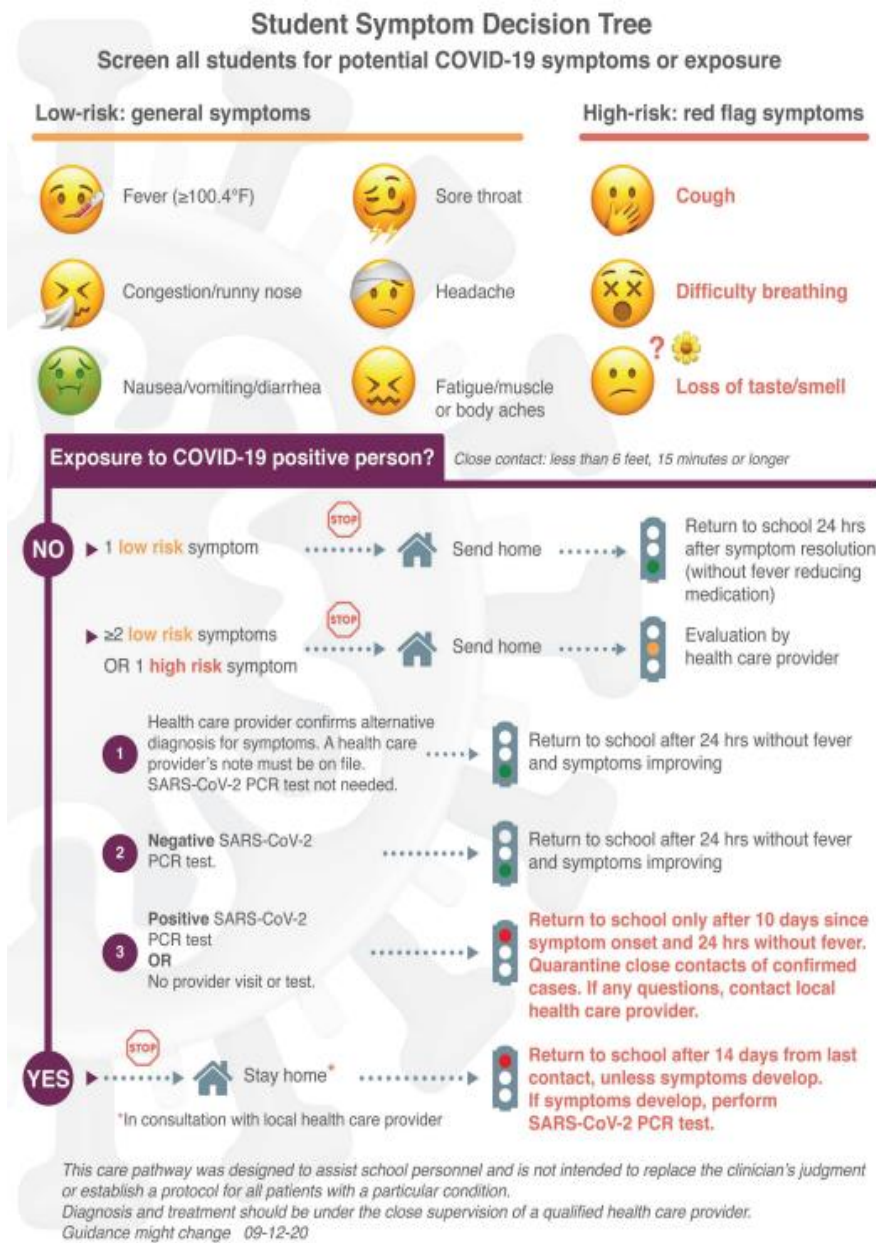 Student Symptom Decision Tree
Screen all students for potential COVID-19 symptoms or exposure
Low-risk: general symptoms
High-risk: red flag symptoms
Fever (≥100.4°F)
Sore throat
Cough
Congestion/runny nose
Headache
Difficulty breathing
Nausea/vomiting/diarrhea
Fatigue/muscle
or body aches
?
Loss of taste/smell
Exposure to COVID-19 positive person?
Close contact: less than 6 feet, 15 minutes or longer
NO
1 low risk symptom
STOP
Send home
Return to school 24 hrs
after symptom resolution
(without fever reducing
medication)
≥2 low risk symptoms
OR 1 high risk symptom
STOP
Send home
Evaluation by
health care provider
1
Health care provider confirms alternative
diagnosis for symptoms. A health care
provider's note must be on file.
SARS-CoV-2 PCR test not needed.
Return to school after 24 hrs without fever
and symptoms improving
2
Negative SARS-CoV-2
PCR test.
Return to school after 24 hrs without fever
and symptoms improving
3
Positive SARS-CoV-2
PCR test
OR
No provider visit or test.
Return to school only after 10 days since
symptom onset and 24 hrs without fever.
Quarantine close contacts of confirmed
cases. If any questions, contact local
health care provider.
YES
STOP
Stay home*
*In consultation with local health care provider
Return to school after 14 days from last
contact, unless symptoms develop.
If symptoms develop, perform
SARS-CoV-2 PCR test.
This care pathway was designed to assist school personnel and is not intended to replace the clinician's judgment
or establish a protocol for all patients with a particular condition.
Diagnosis and treatment should be under the close supervision of a qualified health care provider.
Guidance might change 09-12-20